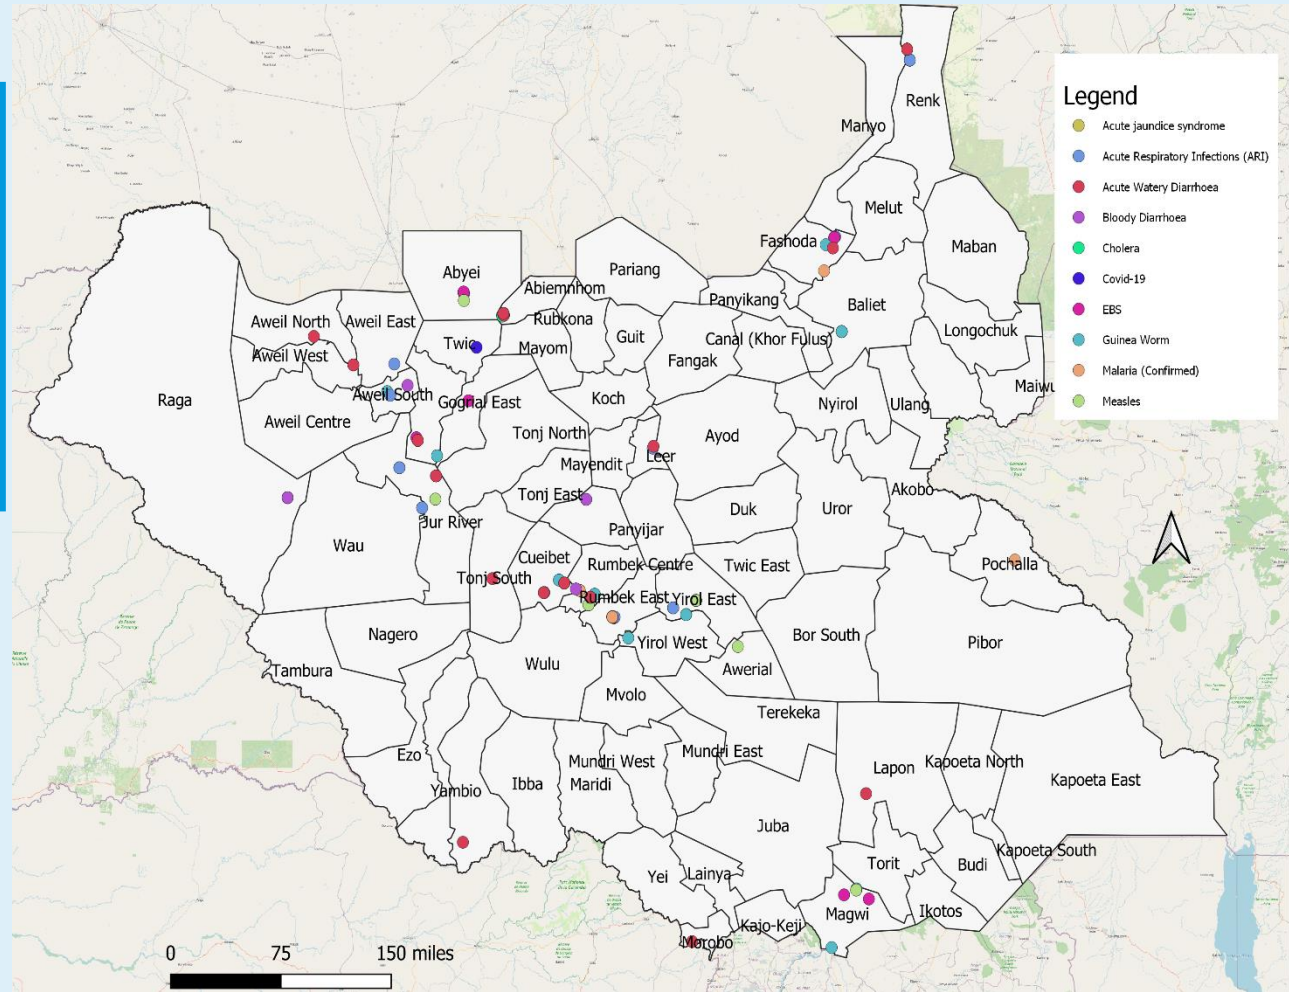 Legend
Acute jaundice syndrome
Acute Respiratory Infections (ARI)
Acute Watery Diarrhoea
Bloody Diarrhoea
Cholera
Covid-19
EBS
Guinea Worm
Malaria (Confirmed)
Measles
Renk
Manyo
Melut
Fashoda
Maban
Abyei
Pariang
Abiemnhom
Panyikang
Baliet
Aweil North
Aweil East
Rubkona
Guit
Canal (Khor Fulus)
Longochuk
Twic
Mayom
Aweil West
Fangak
Maiwu
Raga
Aweil South
Gogrial East
Koch
Nyirol
Ulang
Aweil Centre
Tonj North
Ayod
Leer
Mayendit
Akobo
Tonj East
Duk
Uror
Jur River
Panyijar
Wau
Cueibet
Rumbek Centre
Twic East
Pochalla
Tonj South
Rumbek East
Yirol East
Nagero
Bor South
Yirol West
Pibor
Wulu
Tambura
Awerial
Mvolo
Terekeka
Ezo
Mundri West
Mundri East
Lapon
Kapoeta North
Kapoeta East
Yambio
Ibba
Maridi
Juba
Kapoeta South
Torit
Budi
Yei
Lainya
Magwi
Ikotos
Kajo-Keji
Morobo
0 75 150 miles